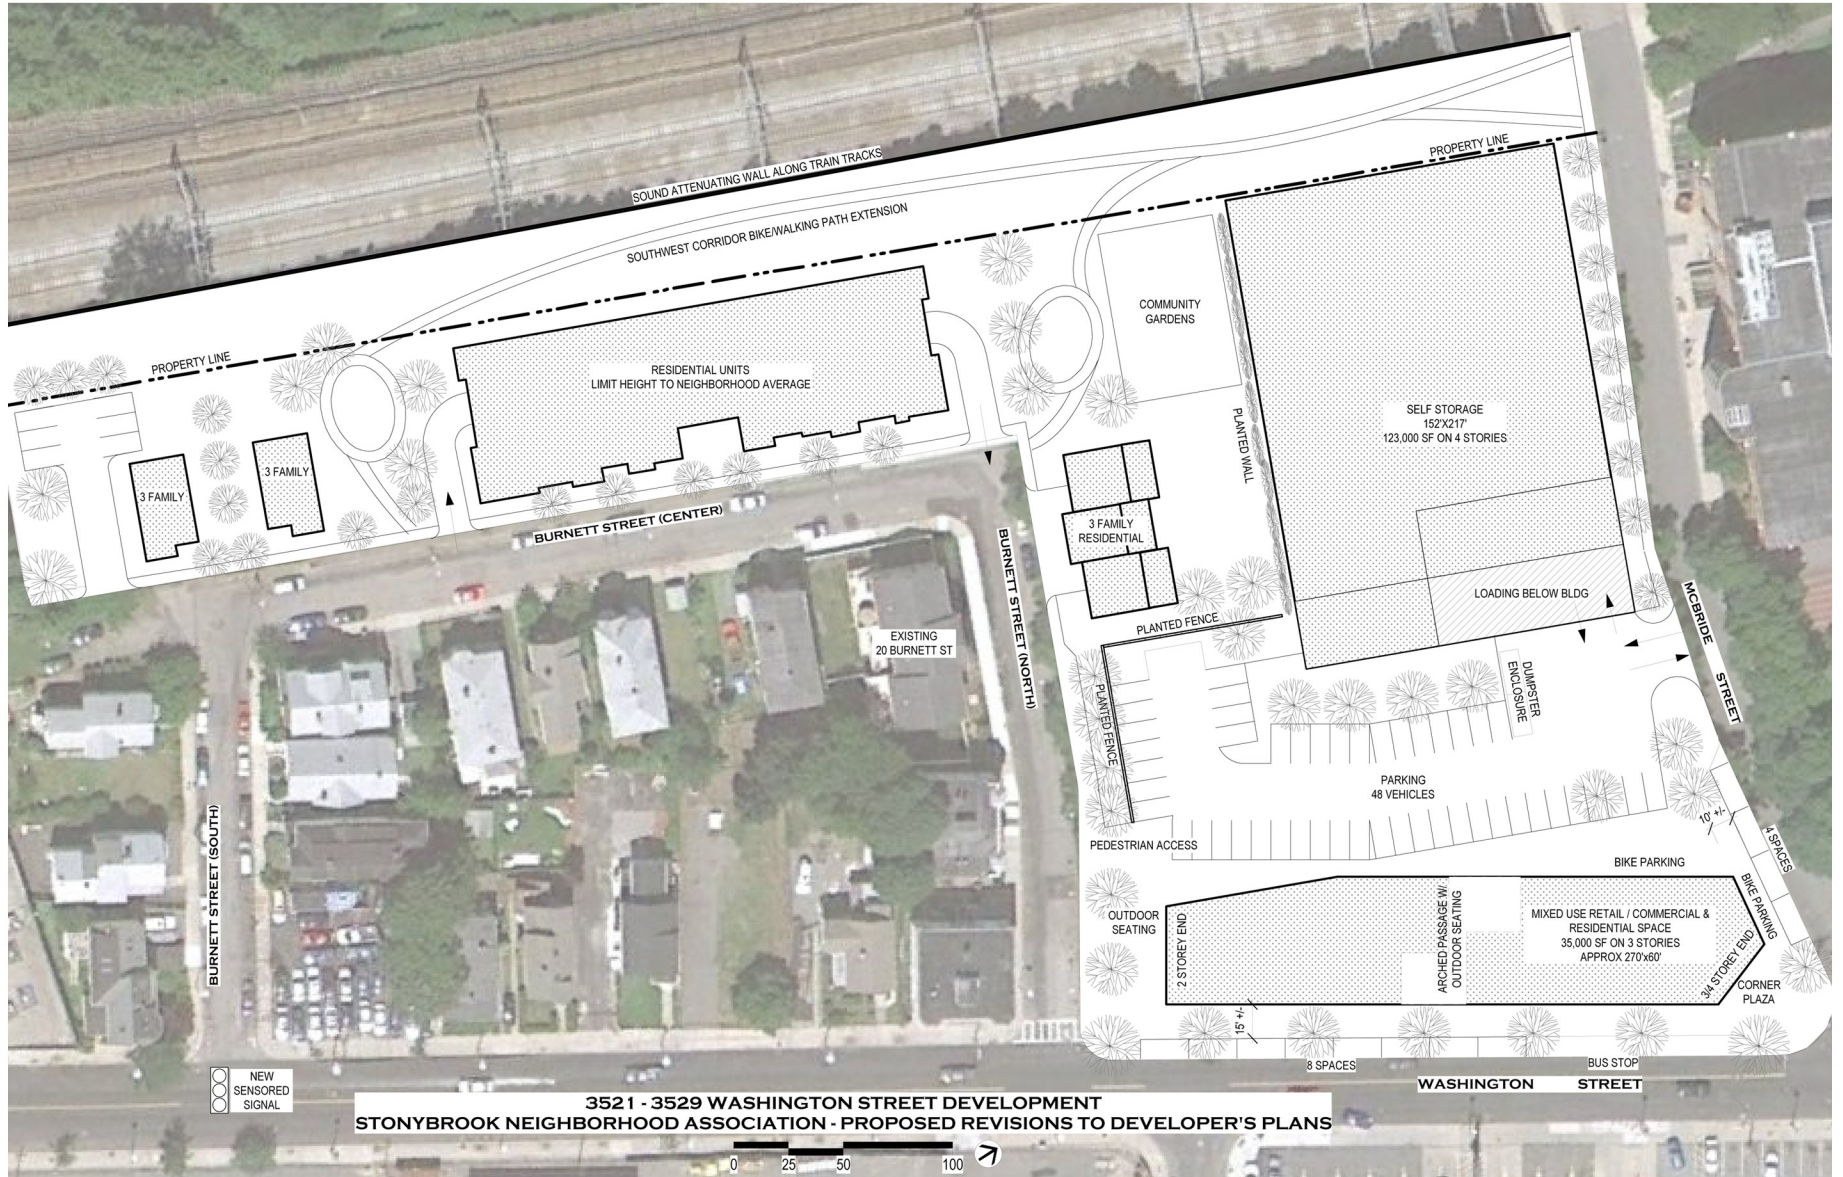 SOUND ATTENUATING WALL ALONG TRAIN TRACKS
PROPERTY LINE
SOUTHWEST CORRIDOR BIKE/WALKING PATH EXTENSION
PROPERTY LINE
COMMUNITY
GARDENS
RESIDENTIAL UNITS
LIMIT HEIGHT TO NEIGHBORHOOD AVERAGE
SELF STORAGE
152'X217'
123,000 SF ON 4 STORIES
PLANTED WALL
3 FAMILY
3 FAMILY
BURNETT STREET (CENTER)
3 FAMILY
RESIDENTIAL
BURNETT STREET (NORTH)
LOADING BELOW BLDG
MCBRIDE STREET
PLANTED FENCE
EXISTING
20 BURNETT ST
PLANTED FENCE
DUMPSTER
ENCLOSURE
PARKING
48 VEHICLES
10' +/-
4 SPACES
PEDESTRIAN ACCESS
BIKE PARKING
BIKE PARKING
BURNETT STREET (SOUTH)
OUTDOOR
SEATING
2 STOREY END
ARCHED PASSAGE W/
OUTDOOR SEATING
MIXED USE RETAIL / COMMERCIAL &
RESIDENTIAL SPACE
35,000 SF ON 3 STORIES
APPROX 270'x60'
3/4 STOREY END
CORNER
PLAZA
15' +/-
8 SPACES
BUS STOP
WASHINGTON STREET
NEW
SENSORED
SIGNAL
3521 - 3529 WASHINGTON STREET DEVELOPMENT
STONYBROOK NEIGHBORHOOD ASSOCIATION - PROPOSED REVISIONS TO DEVELOPER'S PLANS
0 25 50 100